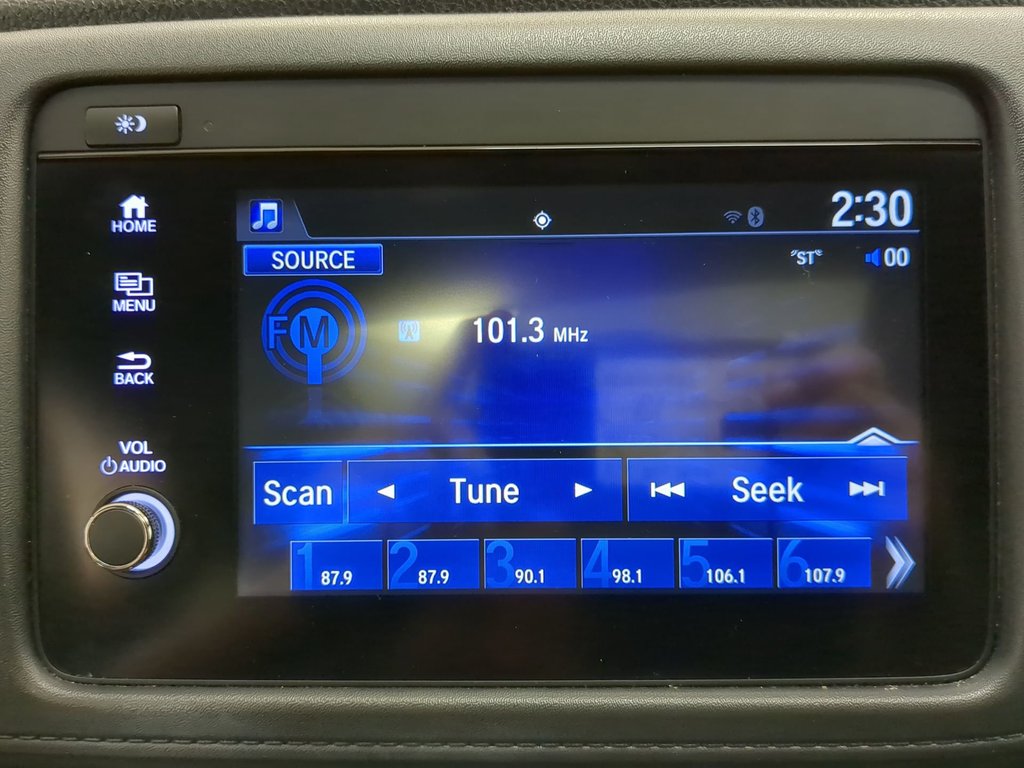 HOME
MENU
BACK
VOL
AUDIO
2:30
SOURCE
"ST"
00
FM
101.3 MHz
Scan
Tune
Seek
1 87.9
2 87.9
3 90.1
4 98.1
5 106.1
6 107.9